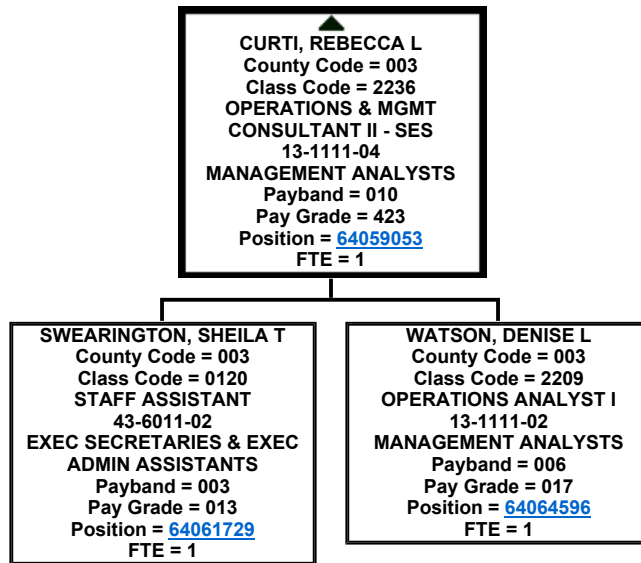 CURTI, REBECCA L
County Code = 003
Class Code = 2236
OPERATIONS & MGMT
CONSULTANT II - SES
13-1111-04
MANAGEMENT ANALYSTS
Payband = 010
Pay Grade = 423
Position = 64059053
FTE = 1
SWEARINGTON, SHEILA T
County Code = 003
Class Code = 0120
STAFF ASSISTANT
43-6011-02
EXEC SECRETARIES & EXEC
ADMIN ASSISTANTS
Payband = 003
Pay Grade = 013
Position = 64061729
FTE = 1
WATSON, DENISE L
County Code = 003
Class Code = 2209
OPERATIONS ANALYST I
13-1111-02
MANAGEMENT ANALYSTS
Payband = 006
Pay Grade = 017
Position = 64064596
FTE = 1